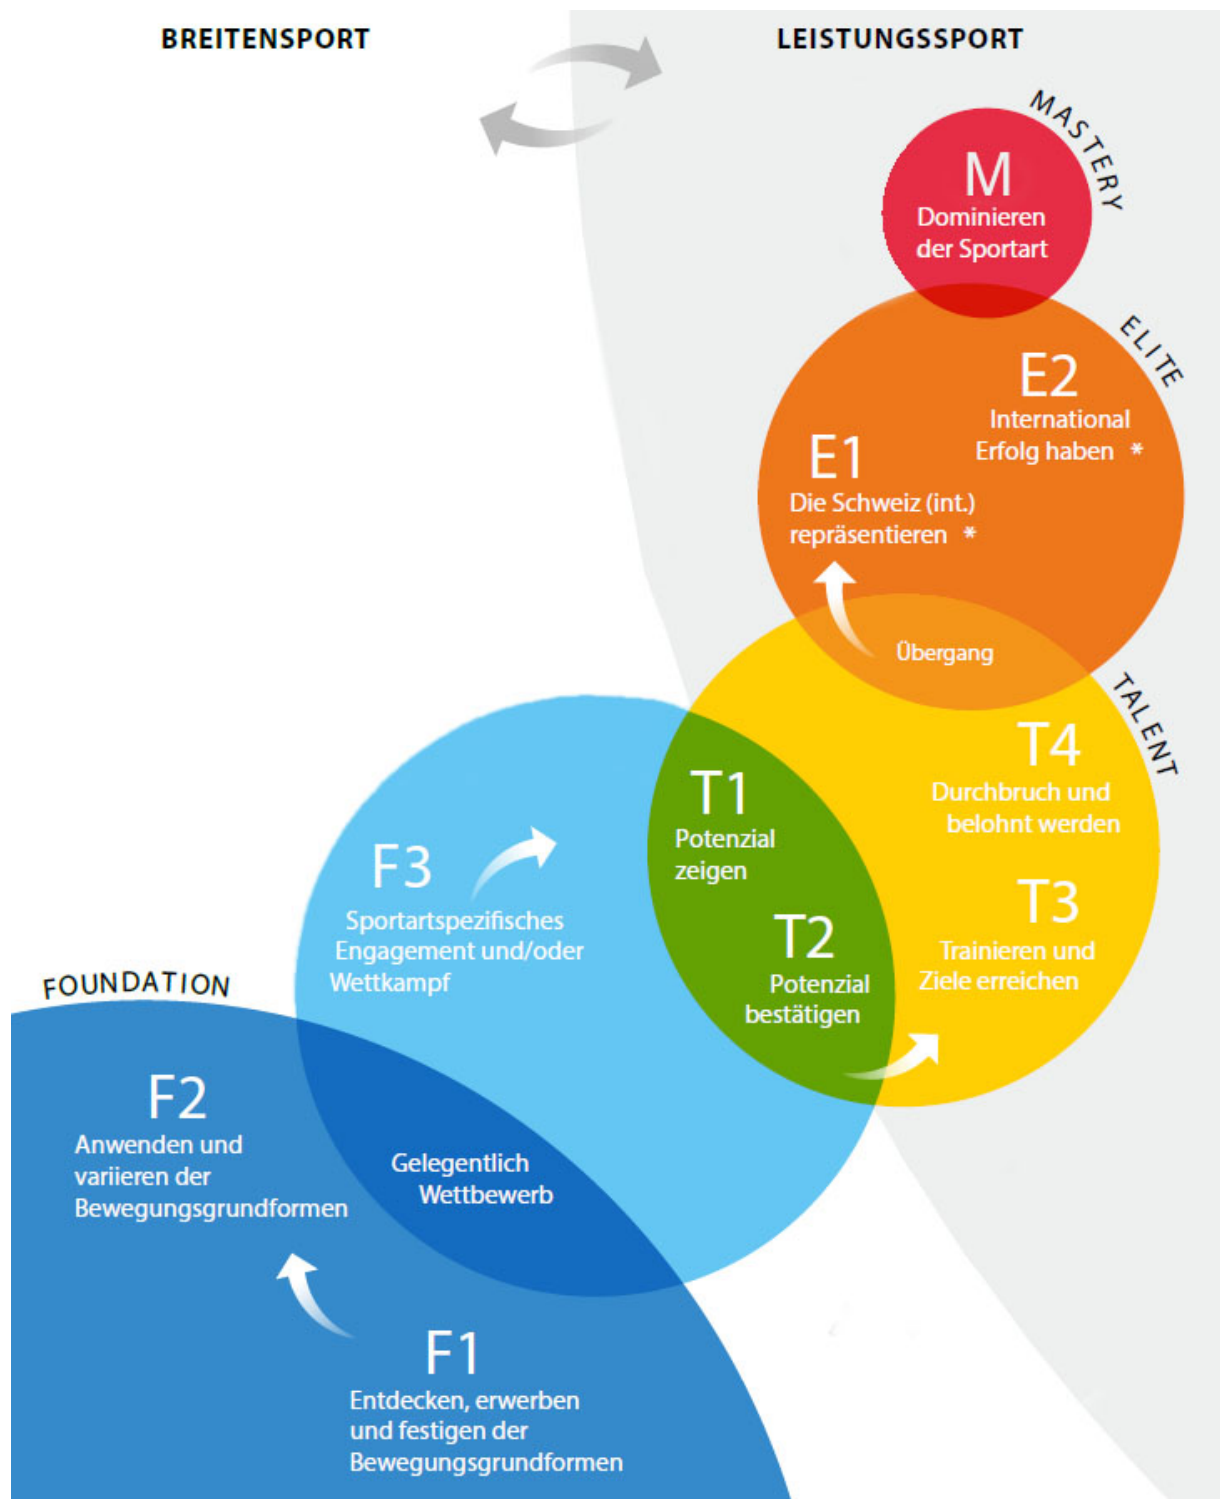 BREITENSPORT
LEISTUNGSSPORT
MASTERY
M
Dominieren
der Sportart
ELITE
E2
International
Erfolg haben *
E1
Die Schweiz (int.)
repräsentieren *
Übergang
TALENT
T4
Durchbruch und
belohnt werden
T1
Potenzial
zeigen
T3
Trainieren und
Ziele erreichen
T2
Potenzial
bestätigen
F3
Sportartspezifisches
Engagement und/oder
Wettkampf
FOUNDATION
F2
Anwenden und
variieren der
Bewegungsgrundformen
Gelegentlich
Wettbewerb
F1
Entdecken, erwerben
und festigen der
Bewegungsgrundformen